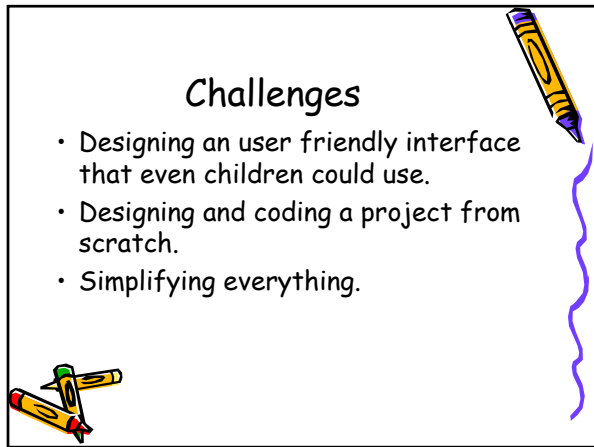 Challenges
• Designing an user friendly interface
that even children could use.
• Designing and coding a project from
scratch.
• Simplifying everything.